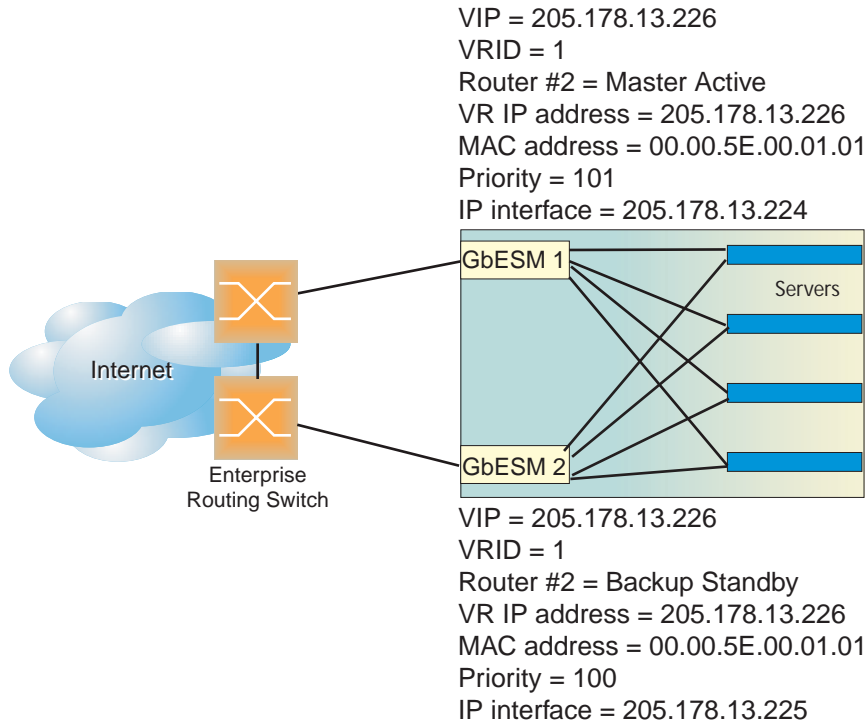 VIP = 205.178.13.226
VRID = 1
Router #2 = Master Active
VR IP address = 205.178.13.226
MAC address = 00.00.5E.00.01.01
Priority = 101
IP interface = 205.178.13.224
GbESM 1
Servers
Internet
GbESM 2
Enterprise
Routing Switch
VIP = 205.178.13.226
VRID = 1
Router #2 = Backup Standby
VR IP address = 205.178.13.226
MAC address = 00.00.5E.00.01.01
Priority = 100
IP interface = 205.178.13.225